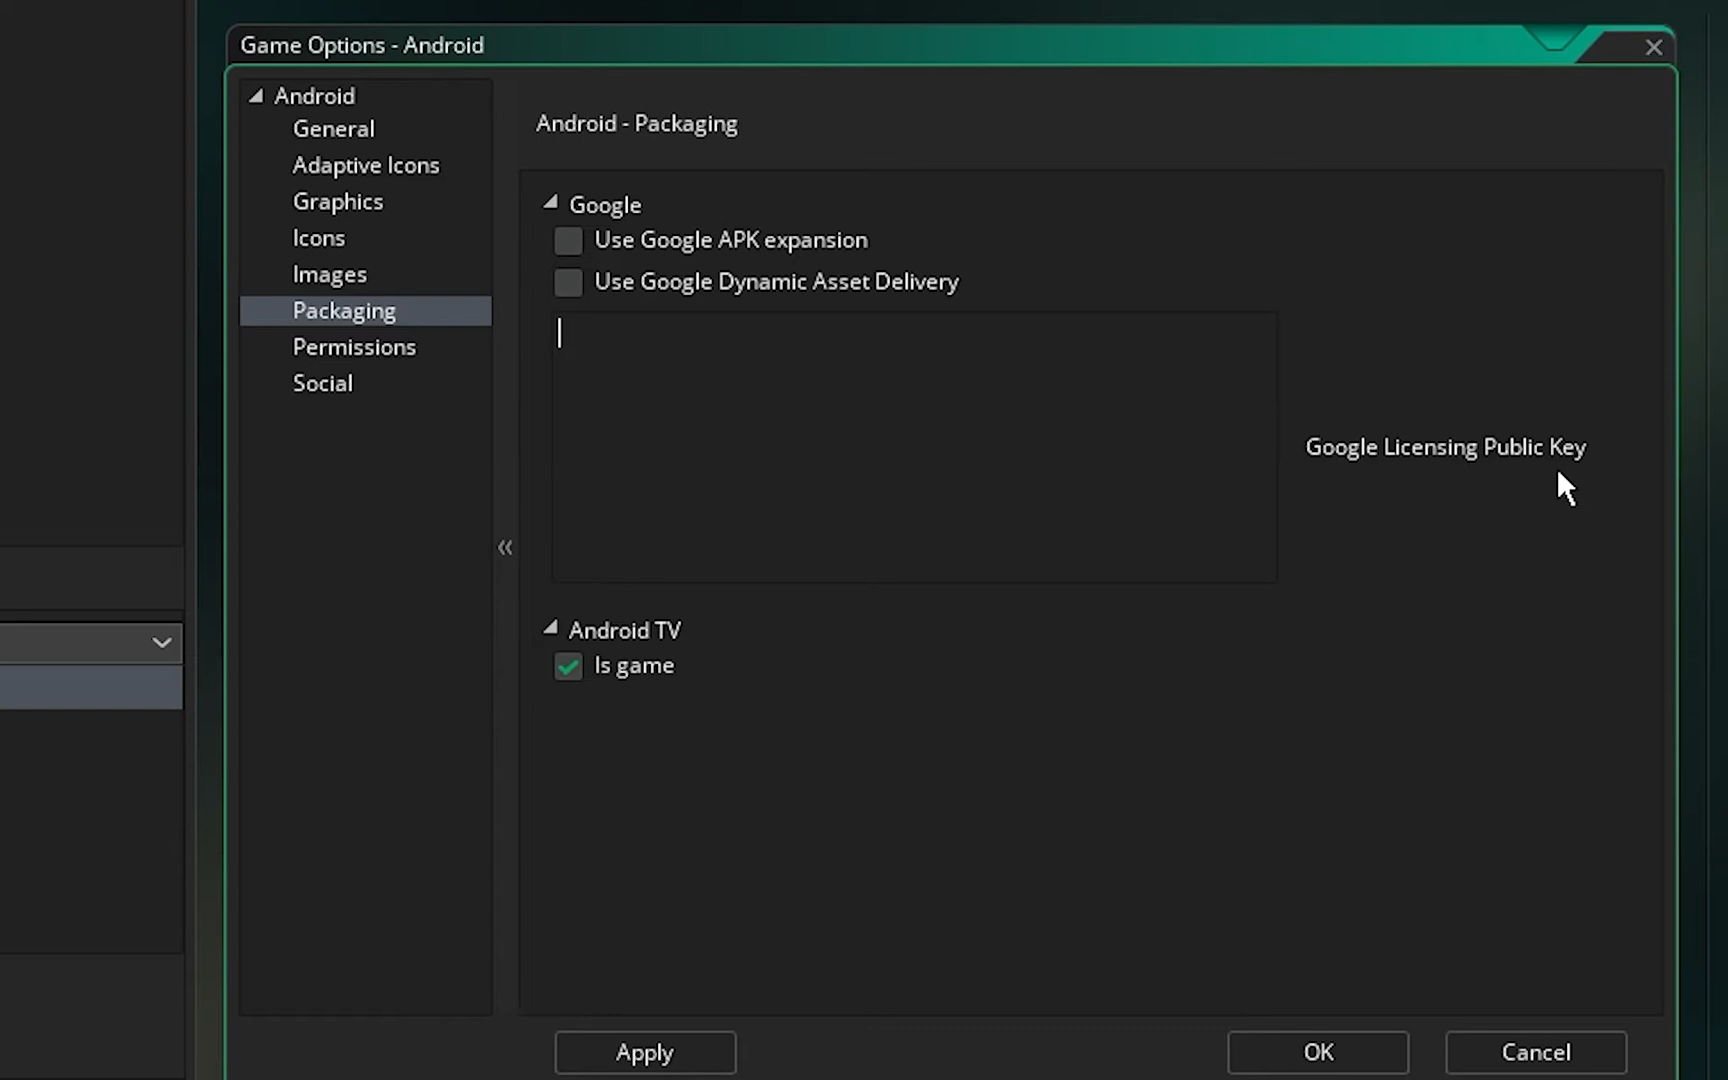 Game Options - Android
Android
General
Adaptive Icons
Graphics
Icons
Images
Packaging
Permissions
Social
Android - Packaging
Google
Use Google APK expansion
Use Google Dynamic Asset Delivery
Google Licensing Public Key
Android TV
Is game
Apply
OK
Cancel